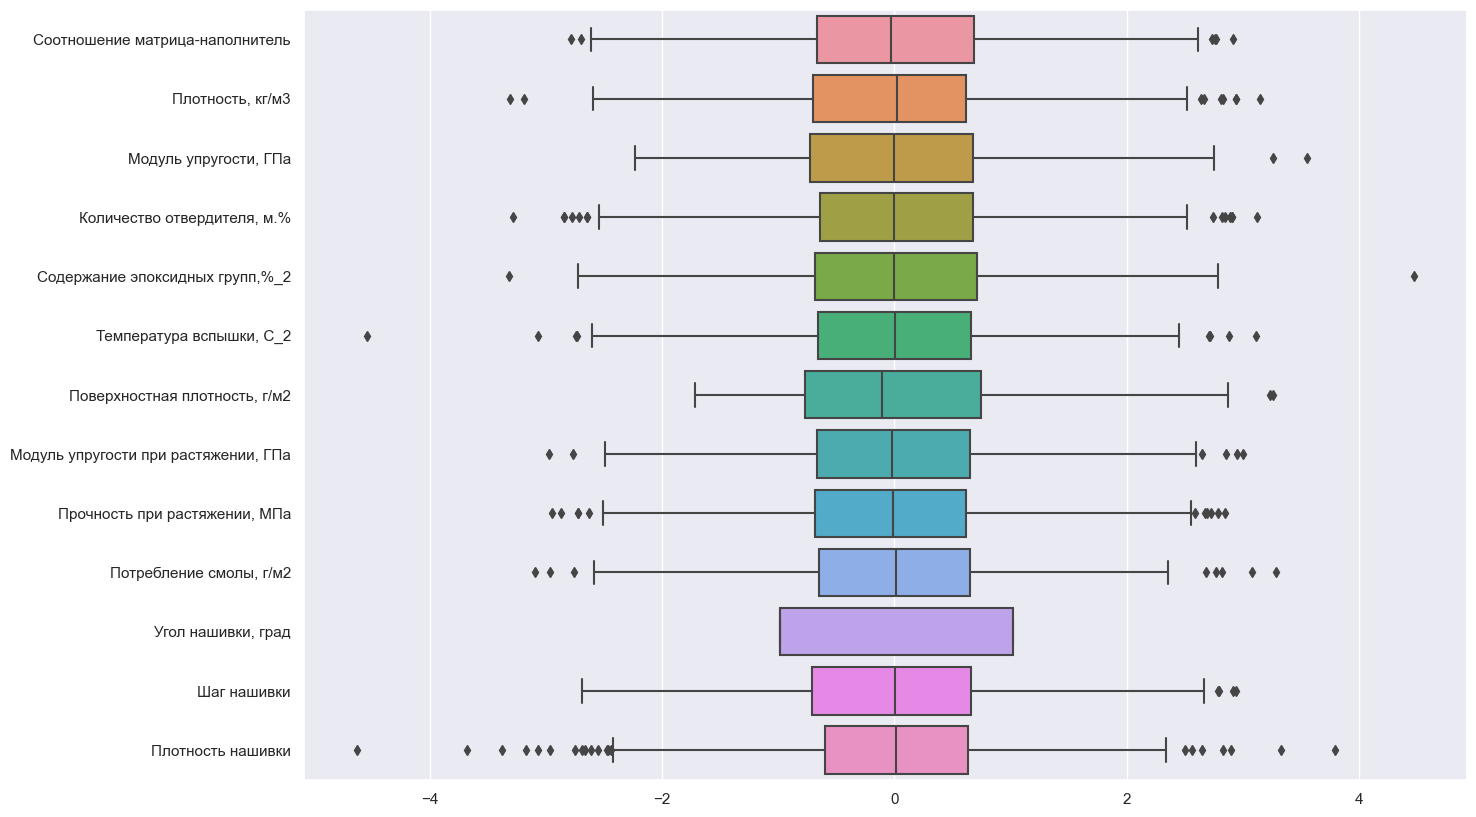 Соотношение матрица-наполнитель
Плотность, кг/м3
Модуль упругости, ГПа
Количество отвердителя, м.%
Содержание эпоксидных групп,%_2
Температура вспышки, С_2
Поверхностная плотность, г/м2
Модуль упругости при растяжении, ГПа
Прочность при растяжении, МПа
Потребление смолы, г/м2
Угол нашивки, град
Шаг нашивки
Плотность нашивки
−4 −2 0 2 4